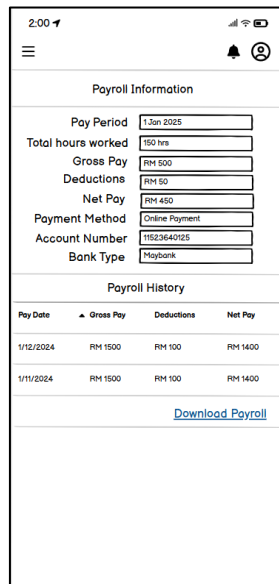 2:00
Payroll Information
Pay Period 1 Jan 2025
Total hours worked 150 hrs
Gross Pay RM 500
Deductions RM 50
Net Pay RM 450
Payment Method Online Payment
Account Number 11523640125
Bank Type Maybank
Payroll History
Pay Date ▲ Gross Pay Deductions Net Pay
1/12/2024 RM 1500 RM 100 RM 1400
1/11/2024 RM 1500 RM 100 RM 1400
Download Payroll